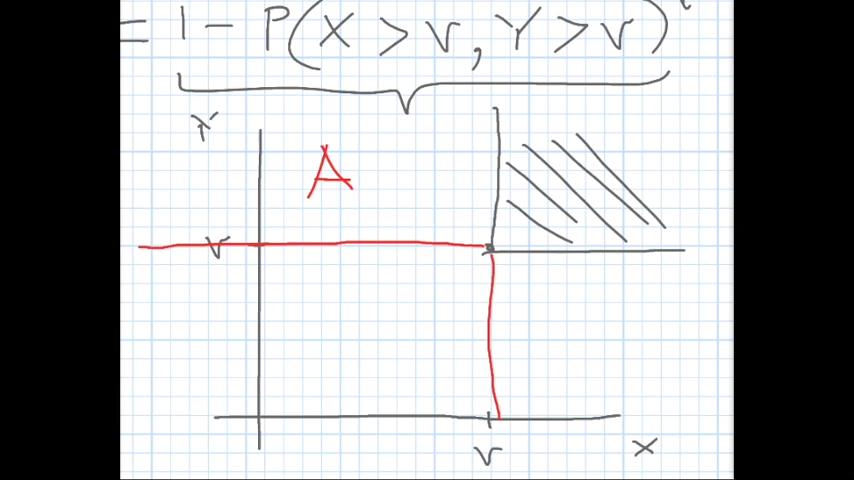 = 1 - P(X > v, Y > v)
A
v
v
x